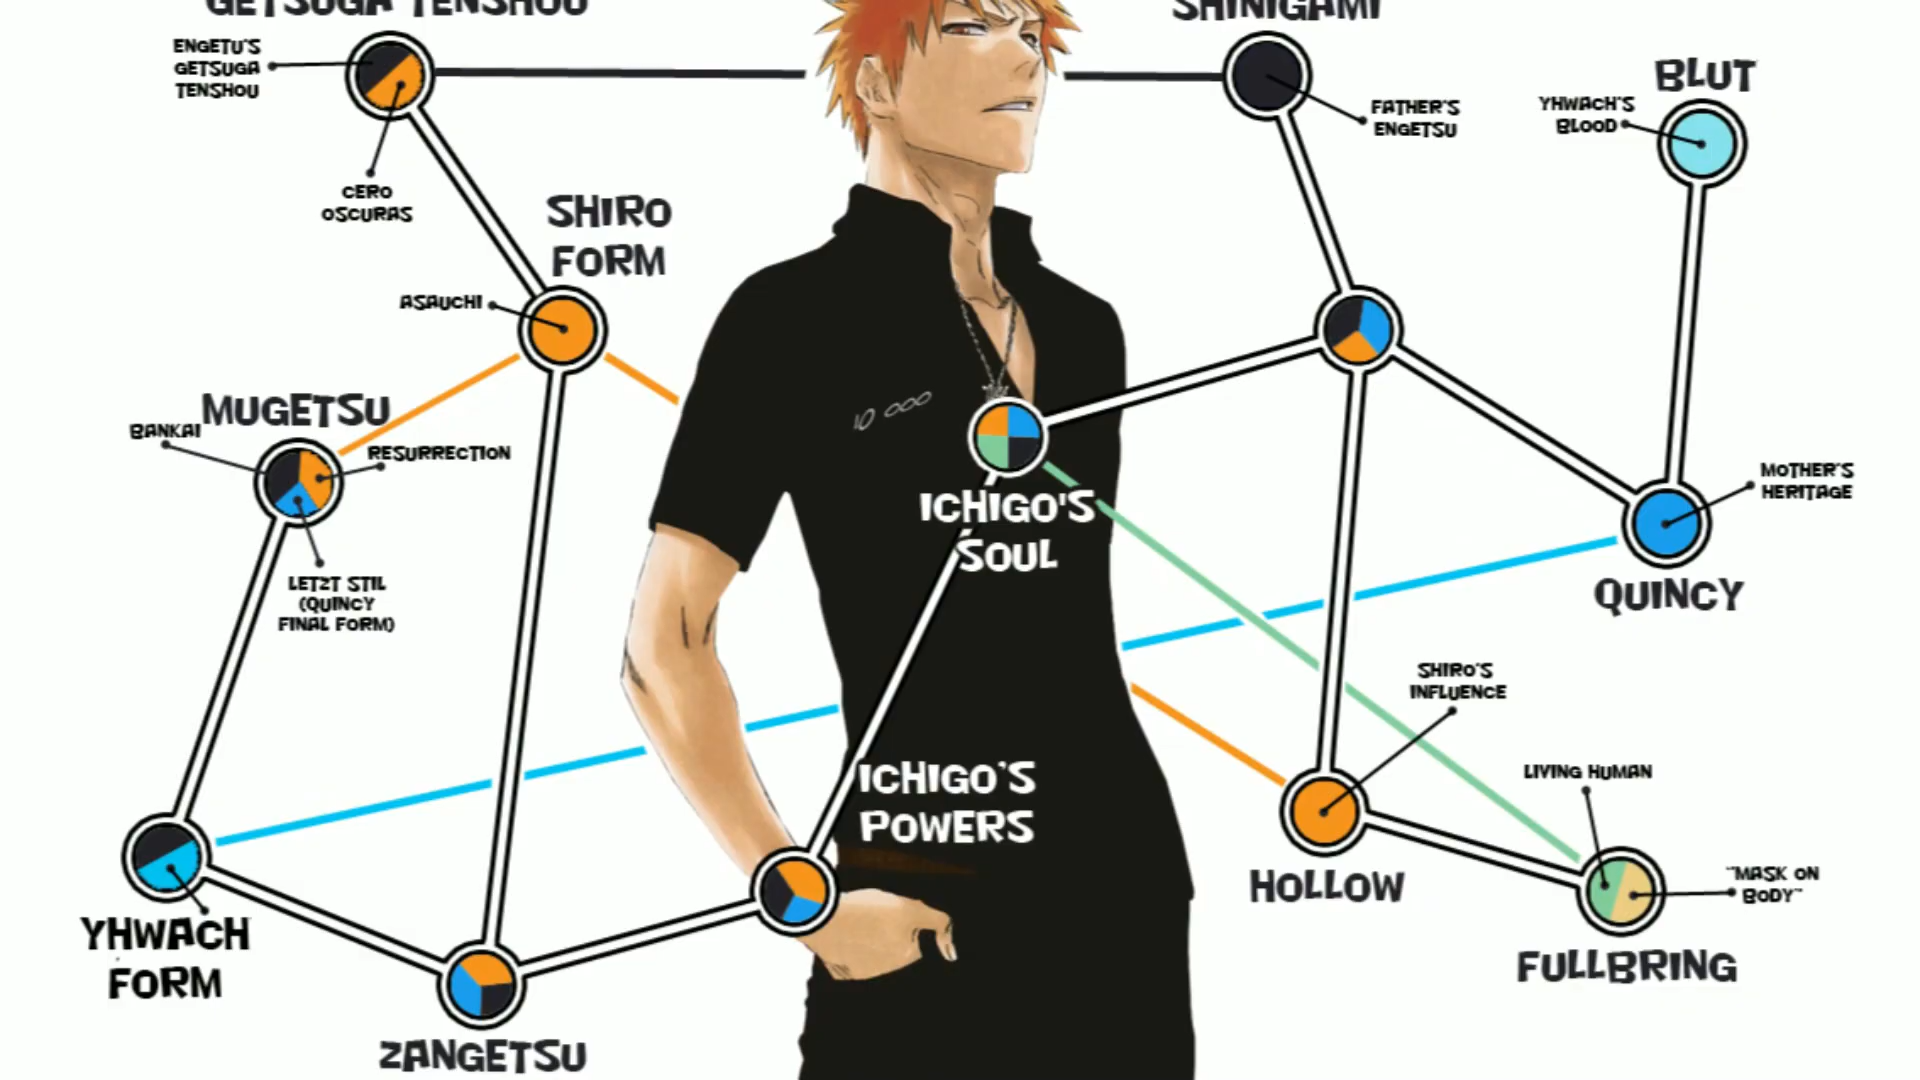 GETSUGA TENSHOU
SHINIGAMI
ENGETU'S
GETSUGA
TENSHOU
CERO
OSCURAS
FATHER'S
ENGETSU
BLUT
YHWACH'S
BLOOD
SHIRO
FORM
ASAUCHI
MUGETSU
BANKAI
RESURRECTION
LETZT STIL
(QUINCY
FINAL FORM)
10 000
ICHIGO'S
SOUL
MOTHER'S
HERITAGE
QUINCY
SHIRO'S
INFLUENCE
ICHIGO'S
POWERS
LIVING HUMAN
HOLLOW
"MASK ON
BODY"
FULLBRING
YHWACH
FORM
ZANGETSU